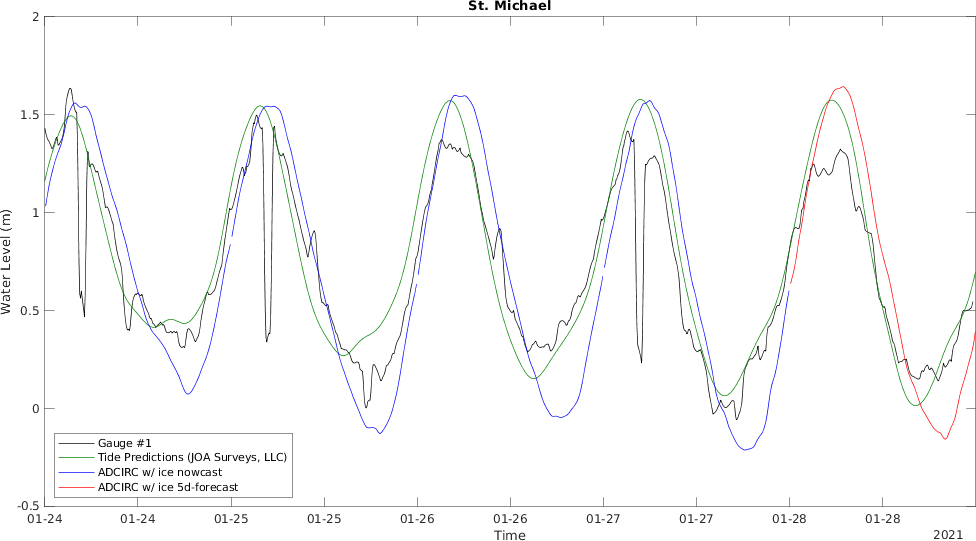 St. Michael
2
1.5
1
0.5
0
-0.5
Water Level (m)
Gauge #1
Tide Predictions (JOA Surveys, LLC)
ADCIRC w/ ice nowcast
ADCIRC w/ ice 5d-forecast
01-24 01-24 01-25 01-25 01-26 01-26 01-27 01-27 01-28 01-28
Time
2021